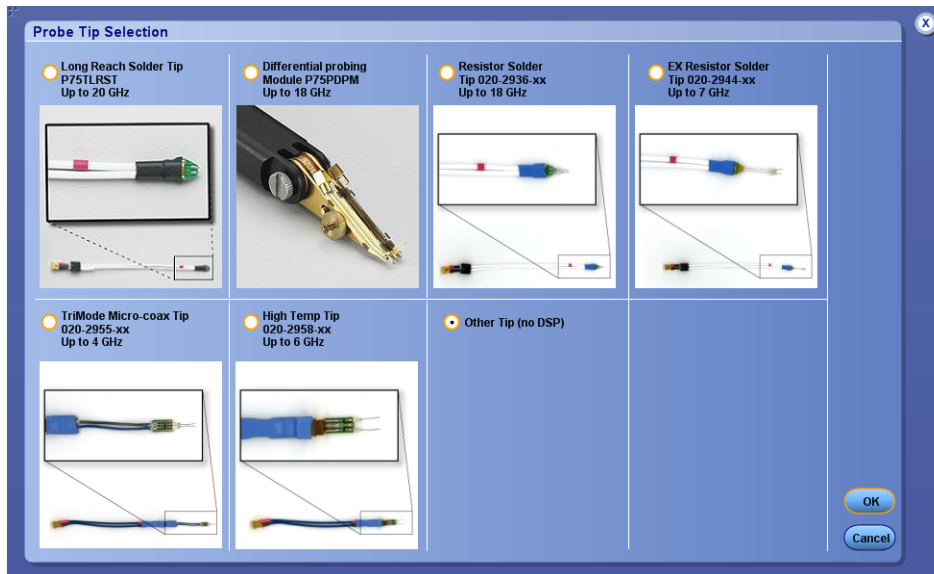 Probe Tip Selection
X
Long Reach Solder Tip
P75TLRST
Up to 20 GHz
Differential probing
Module P75PDPM
Up to 18 GHz
Resistor Solder
Tip 020-2936-xx
Up to 18 GHz
EX Resistor Solder
Tip 020-2944-xx
Up to 7 GHz
TriMode Micro-coax Tip
020-2955-xx
Up to 4 GHz
High Temp Tip
020-2958-xx
Up to 6 GHz
Other Tip (no DSP)
OK
Cancel